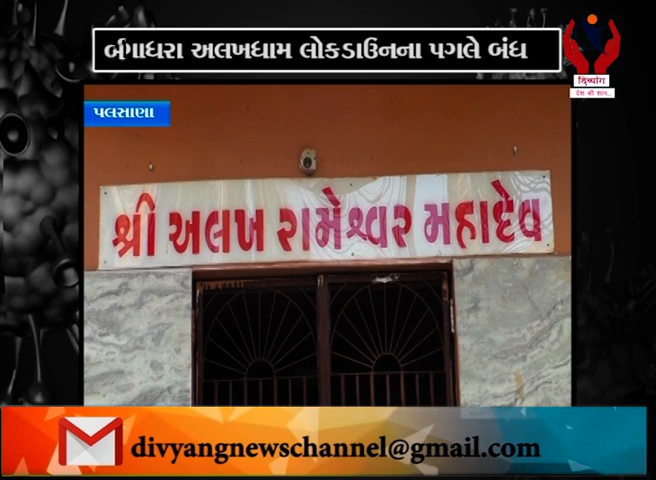 ર્બગાધરા અલખધામ લોકડાઉનના પગલે બંધ
दिव्यांग
देश की शान..
પલસાણા
શ્રી અલખ રામેશ્વર મહાદેવ
divyangnewschannel@gmail.com